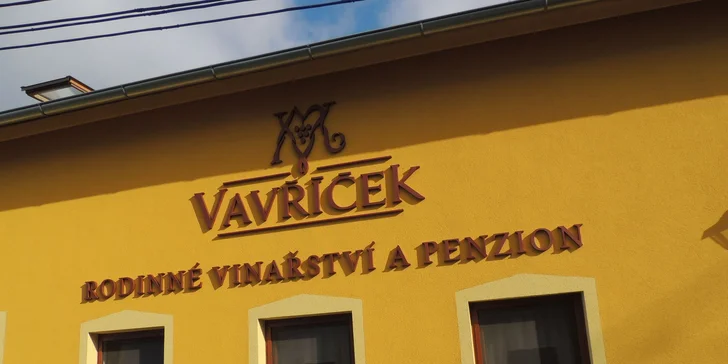 VAVŘÍČEK
RODINNÉ VINAŘSTVÍ A PENZION